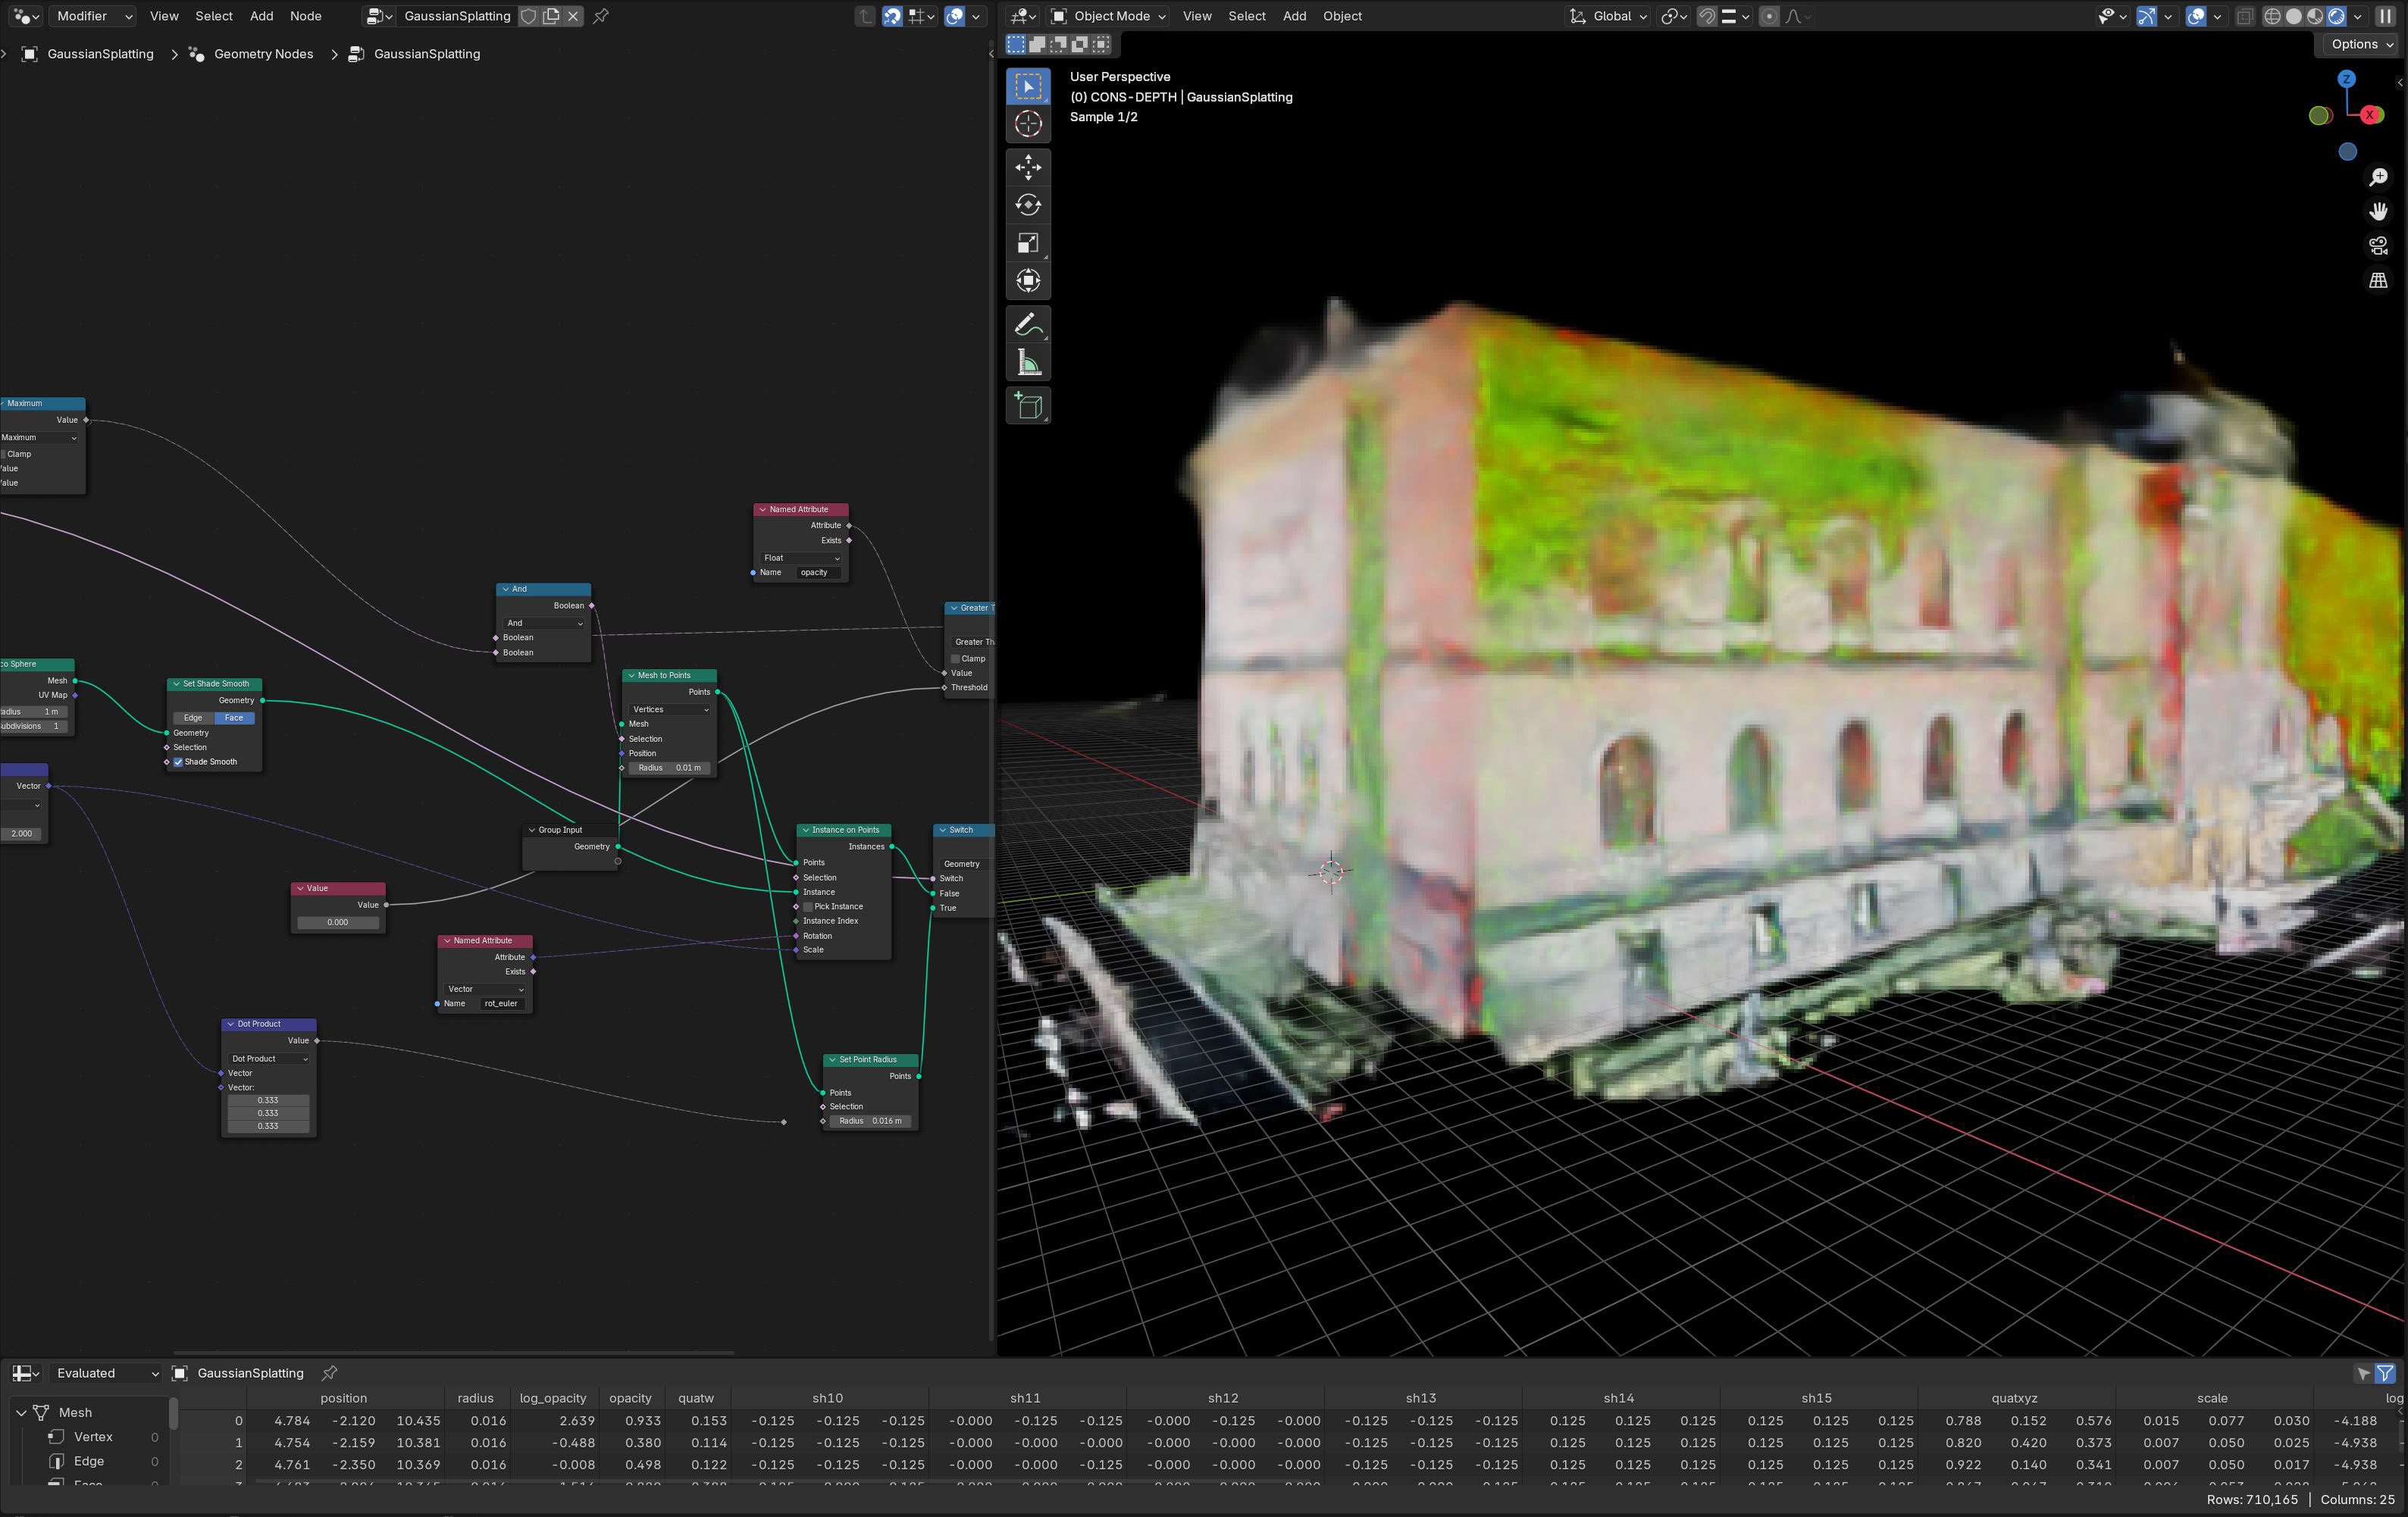 Modifier View Select Add Node GaussianSplatting
GaussianSplatting > Geometry Nodes > GaussianSplatting
Maximum
Value
Maximum
Clamp
Named Attribute
Attribute
Exists
Float
Name opacity
And
Boolean
And
Boolean
Boolean
Greater Th
Clamp
Value
Threshold
Mesh
UV Map
1 m
1
Set Shade Smooth
Geometry
Edge Face
Geometry
Selection
Shade Smooth
Mesh to Points
Points
Vertices
Mesh
Selection
Position
Radius 0.01 m
Vector
2.000
Group Input
Geometry
Instance on Points
Instances
Points
Selection
Instance
Pick Instance
Instance Index
Rotation
Scale
Switch
Geometry
Switch
False
True
Value
Value
0.000
Named Attribute
Attribute
Exists
Vector
Name rot_euler
Dot Product
Value
Dot Product
Vector
Vector:
0.333
0.333
0.333
Set Point Radius
Points
Points
Selection
Radius 0.016 m
Object Mode View Select Add Object Global
Options
User Perspective
(0) CONS-DEPTH | GaussianSplatting
Sample 1/2
Z
X
Evaluated GaussianSplatting
Mesh
Vertex 0
Edge 0
position radius log_opacity opacity quatw sh10 sh11 sh12 sh13 sh14 sh15 quatxyz scale log
0 4.784 -2.120 10.435 0.016 2.639 0.933 0.153 -0.125 -0.125 -0.125 -0.000 -0.125 -0.125 -0.000 -0.125 -0.000 -0.125 -0.125 -0.125 0.125 0.125 0.125 0.125 0.125 0.125 0.788 0.152 0.576 0.015 0.077 0.030 -4.188
1 4.754 -2.159 10.381 0.016 -0.488 0.380 0.114 -0.125 -0.125 -0.125 -0.000 -0.000 -0.000 -0.000 -0.000 -0.000 -0.125 -0.125 -0.125 0.125 0.125 0.125 0.125 0.125 0.125 0.820 0.420 0.373 0.007 0.050 0.025 -4.938
2 4.761 -2.350 10.369 0.016 -0.008 0.498 0.122 -0.125 -0.125 -0.125 -0.000 -0.000 -0.125 -0.000 -0.125 -0.000 -0.125 -0.125 -0.125 0.125 0.125 0.125 0.125 0.125 0.125 0.922 0.140 0.341 0.007 0.050 0.017 -4.938
Rows: 710,165 | Columns: 25